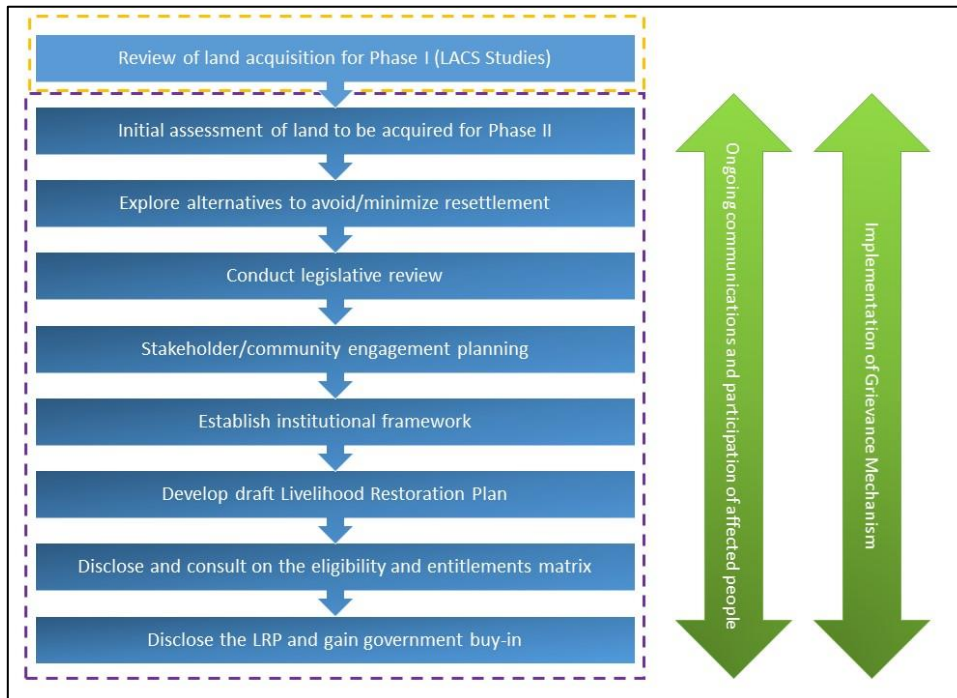 Review of land acquisition for Phase I (LACS Studies)
Initial assessment of land to be acquired for Phase II
Explore alternatives to avoid/minimize resettlement
Conduct legislative review
Stakeholder/community engagement planning
Establish institutional framework
Develop draft Livelihood Restoration Plan
Disclose and consult on the eligibility and entitlements matrix
Disclose the LRP and gain government buy-in
Ongoing communications and participation of affected people
Implementation of Grievance Mechanism